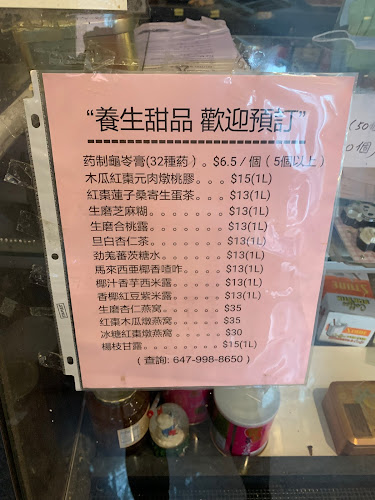 “養生甜品 歡迎預訂”
药制龜岺膏(32種葯）。$6.5／個（5個以上）
木瓜紅棗元肉燉桃膠。。。$15(1L)
紅棗蓮子桑寄生蛋茶。。。$13(1L)
生磨芝麻糊。。。。。。。$13(1L)
生磨合桃露。。。。。。。$13(1L)
旦白杏仁茶。。。。。。。$13(1L)
劲羗蕃茨糖水。。。。。。$13(1L)
馬來西亜椰香喳咋。。。。$13(1L)
椰汁香芋西米露。。。。。$13(1L)
香椰紅豆紫米露。。。。。$13(1L)
生磨杏仁燕窩。。。。。$35
紅棗木瓜燉燕窩。。。。$35
冰糖紅棗燉燕窩。。。。$30
楊枝甘露。。。。。。。$15(1L)
（ 查詢: 647-998-8650 ）